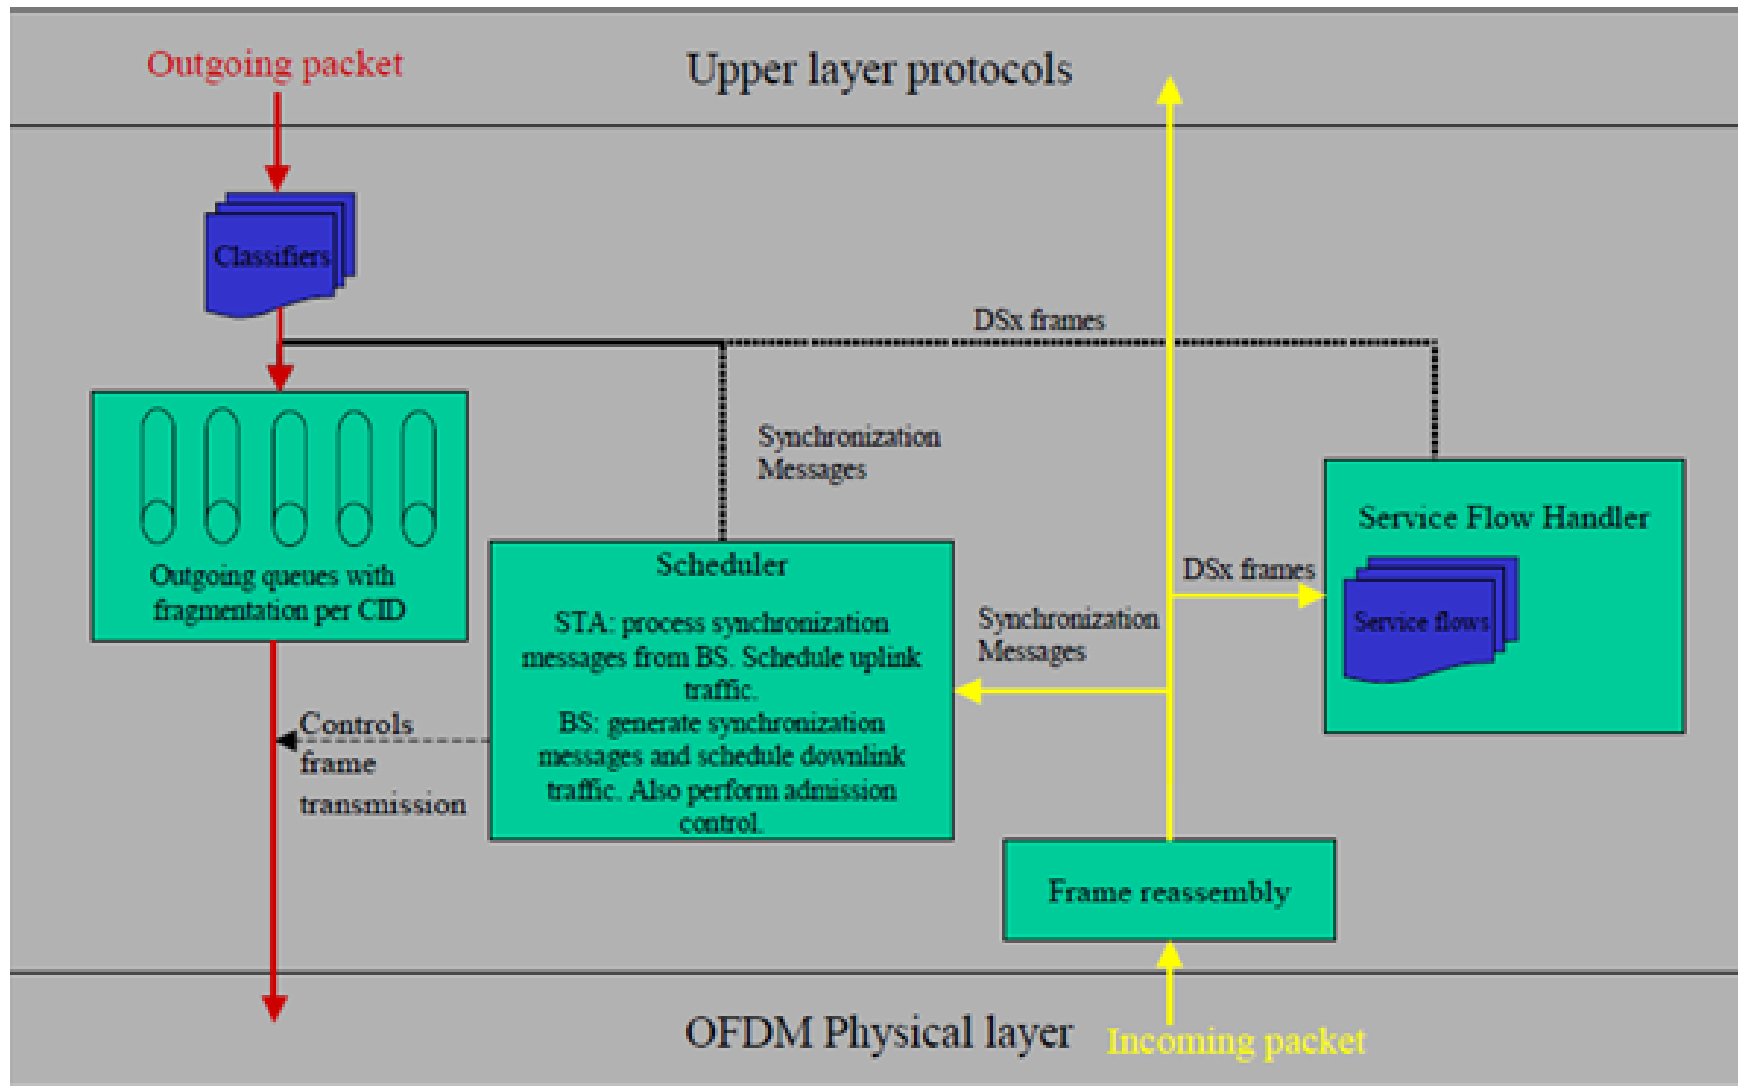 Outgoing packet
Upper layer protocols
Classifiers
DSx frames
Synchronization
Messages
Outgoing queues with
fragmentation per CID
Scheduler
STA: process synchronization
messages from BS. Schedule uplink
traffic.
BS: generate synchronization
messages and schedule downlink
traffic. Also perform admission
control.
Controls
frame
transmission
Synchronization
Messages
DSx frames
Service Flow Handler
Service flows
Frame reassembly
OFDM Physical layer
Incoming packet